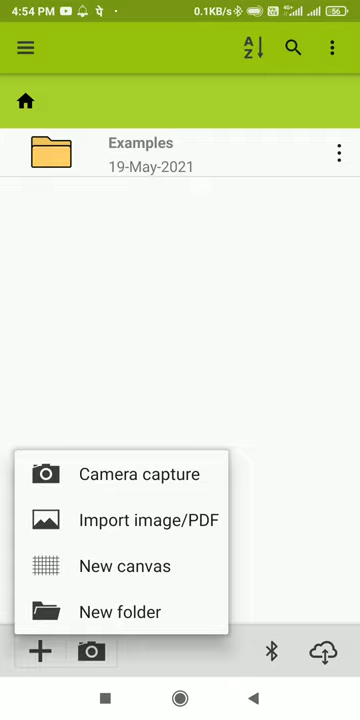 4:54 PM पे 0.1KB/s 4G+ 56
A
Z
Examples
19-May-2021
Camera capture
Import image/PDF
New canvas
New folder